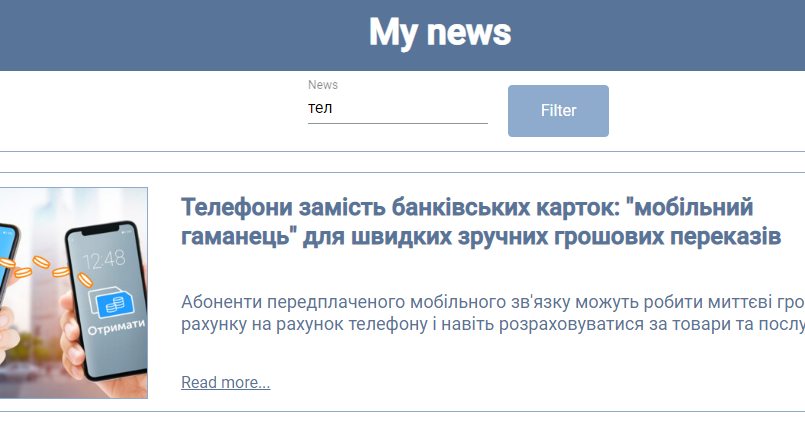 My news
News
тел
Filter
Телефони замість банківських карток: "мобільний
гаманець" для швидких зручних грошових переказів
12:48
Отримати
Абоненти передплаченого мобільного зв'язку можуть робити миттєві гро
рахунку на рахунок телефону і навіть розраховуватися за товари та послу
Read more...